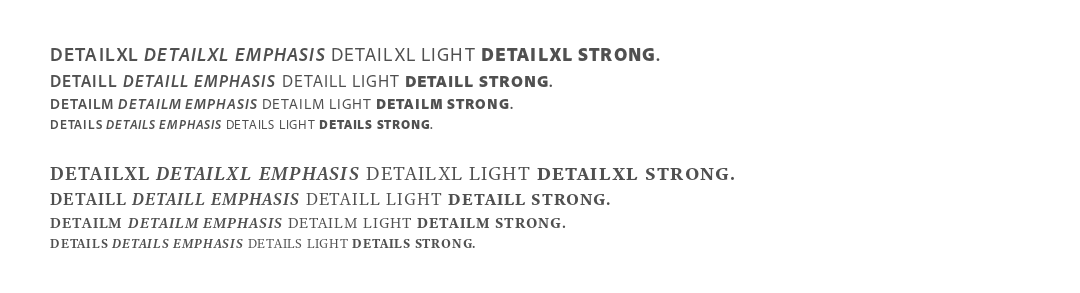 DETAILXL DETAILXL EMPHASIS DETAILXL LIGHT DETAILXL STRONG.
DETAILL DETAILL EMPHASIS DETAILL LIGHT DETAILL STRONG.
DETAILM DETAILM EMPHASIS DETAILM LIGHT DETAILM STRONG.
DETAILS DETAILS EMPHASIS DETAILS LIGHT DETAILS STRONG.
DETAILXL DETAILXL EMPHASIS DETAILXL LIGHT DETAILXL STRONG.
DETAILL DETAILL EMPHASIS DETAILL LIGHT DETAILL STRONG.
DETAILM DETAILM EMPHASIS DETAILM LIGHT DETAILM STRONG.
DETAILS DETAILS EMPHASIS DETAILS LIGHT DETAILS STRONG.